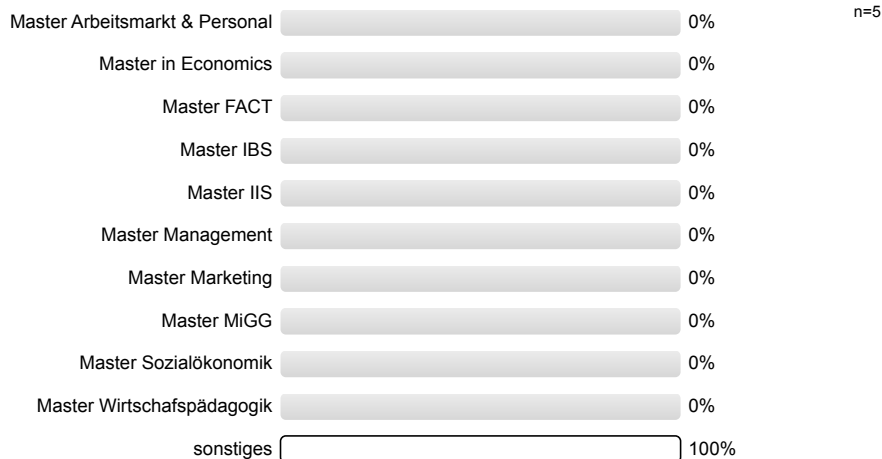 Master Arbeitsmarkt & Personal 0% n=5
Master in Economics 0%
Master FACT 0%
Master IBS 0%
Master IIS 0%
Master Management 0%
Master Marketing 0%
Master MiGG 0%
Master Sozialökonomik 0%
Master Wirtschafspädagogik 0%
sonstiges 100%